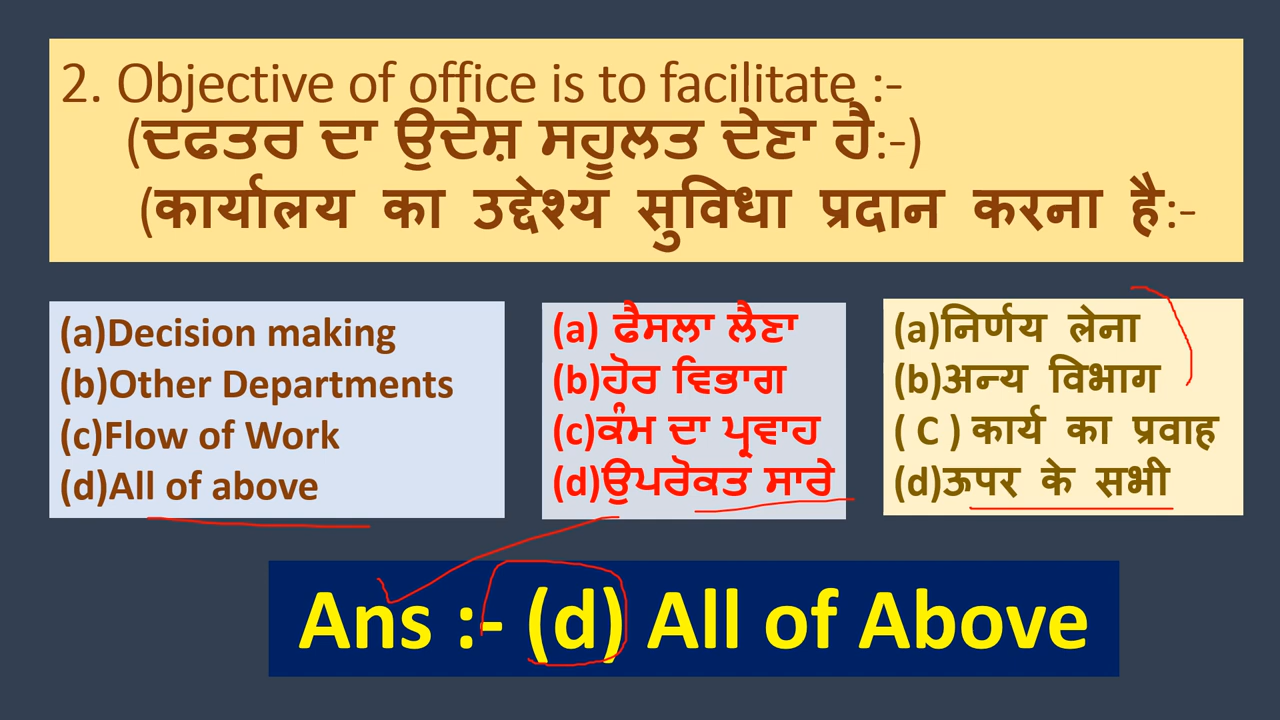 2. Objective of office is to facilitate :-
(ਦਫਤਰ ਦਾ ਉਦੇਸ਼ ਸਹੂਲਤ ਦੇਣਾ ਹੈ:-)
(कार्यालय का उद्देश्य सुविधा प्रदान करना है:-
(a)Decision making
(b)Other Departments
(c)Flow of Work
(d)All of above
(a) ਫੈਸਲਾ ਲੈਣਾ
(b)ਹੋਰ ਵਿਭਾਗ
(c)ਕੰਮ ਦਾ ਪ੍ਰਵਾਹ
(d)ਉਪਰੋਕਤ ਸਾਰੇ
(a)निर्णय लेना
(b)अन्य विभाग
( C ) कार्य का प्रवाह
(d)ऊपर के सभी
Ans :- (d) All of Above